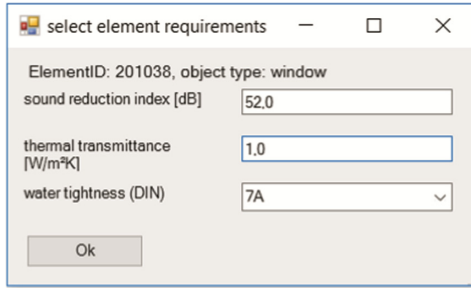 select element requirements
ElementID: 201038, object type: window
sound reduction index [dB]
52,0
thermal transmittance
[W/m²K]
1,0
water tightness (DIN)
7A
Ok